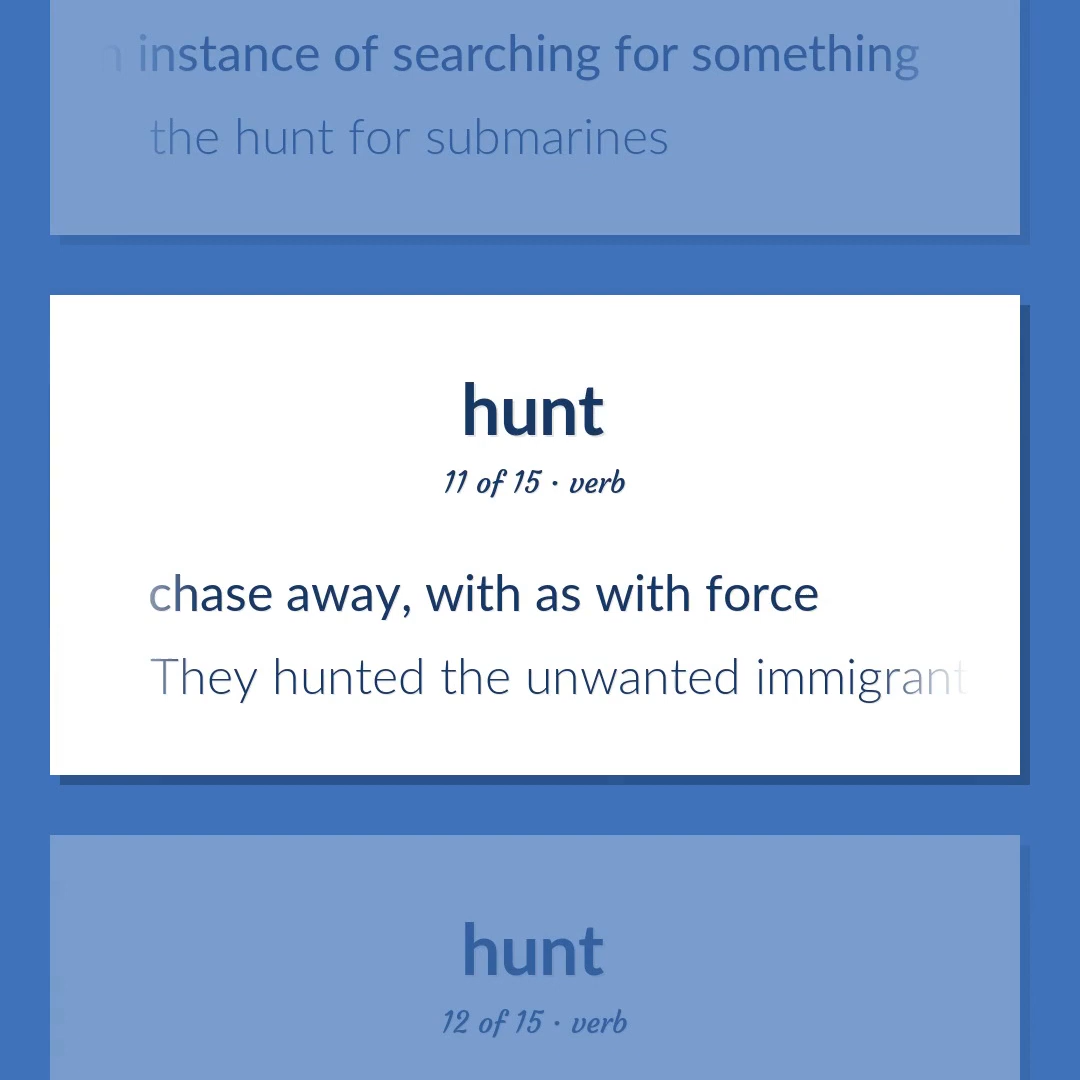 instance of searching for something
the hunt for submarines
hunt
11 of 15 · verb
chase away, with as with force
They hunted the unwanted immigrant
hunt
12 of 15 · verb